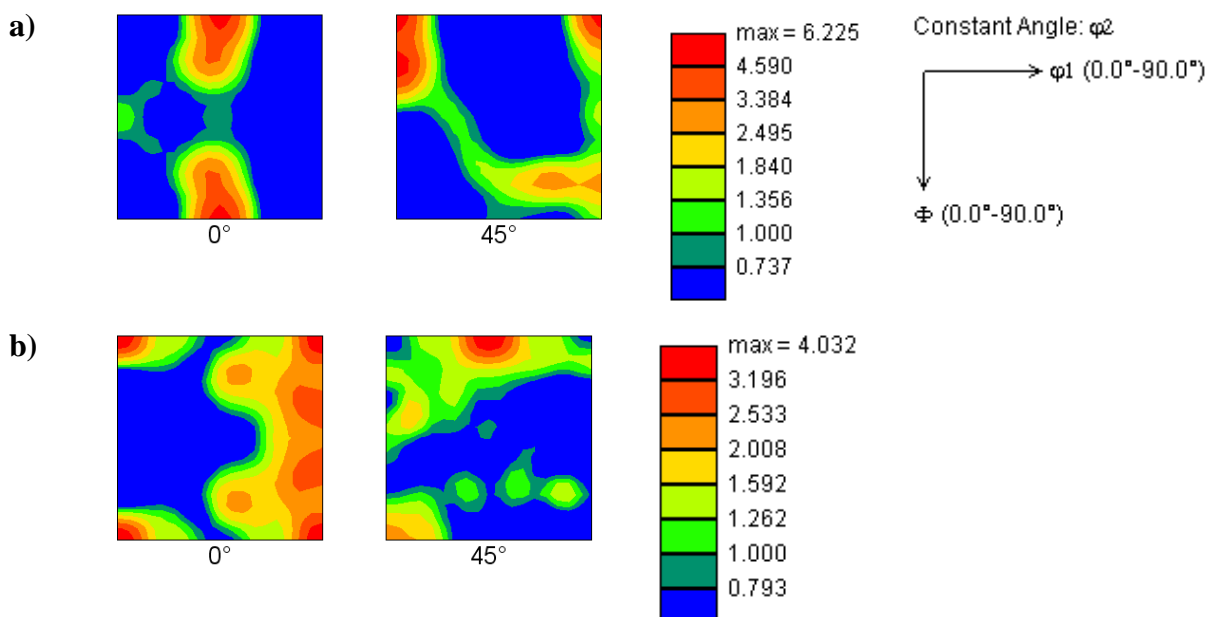 a)
0°
45°
max = 6.225
4.590
3.384
2.495
1.840
1.356
1.000
0.737
Constant Angle: φ2
φ1 (0.0°-90.0°)
Φ (0.0°-90.0°)
b)
0°
45°
max = 4.032
3.196
2.533
2.008
1.592
1.262
1.000
0.793